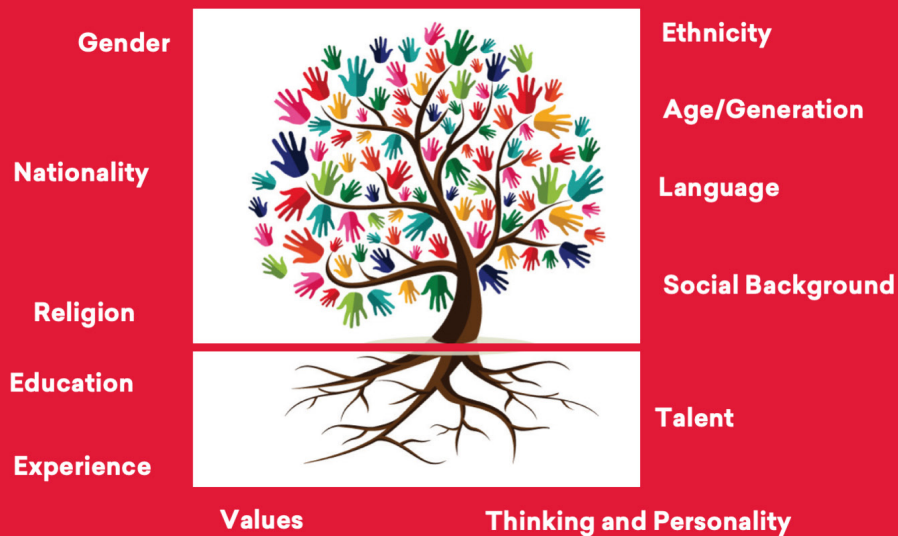 Gender
Ethnicity
Age/Generation
Nationality
Language
Social Background
Religion
Education
Talent
Experience
Values
Thinking and Personality